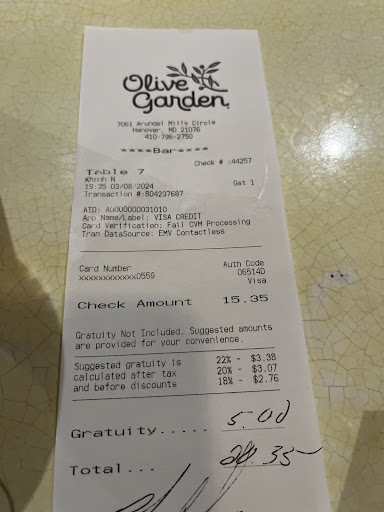 Olive
Garden
7061 Arundel Mills Circle
Hanover, MD 21076
410-799-2750
****Bar****
Check # :44257
Table 7
Khanh N
19:35 03/08/2024
Gst 1
Transaction #:804237687
AID: A0000000031010
App Name/Label: VISA CREDIT
Card Verification: Fail CVM Processing
Tran DataSource: EMV Contactless
Card Number
Auth Code
xxxxxxxxxxxx0559
06514D
Visa
Check Amount 15.35
Gratuity Not Included. Suggested amounts
are provided for your convenience.
Suggested gratuity is 22% - $3.38
calculated after tax 20% - $3.07
and before discounts 18% - $2.76
Gratuity..... 5.00
Total... 20.35